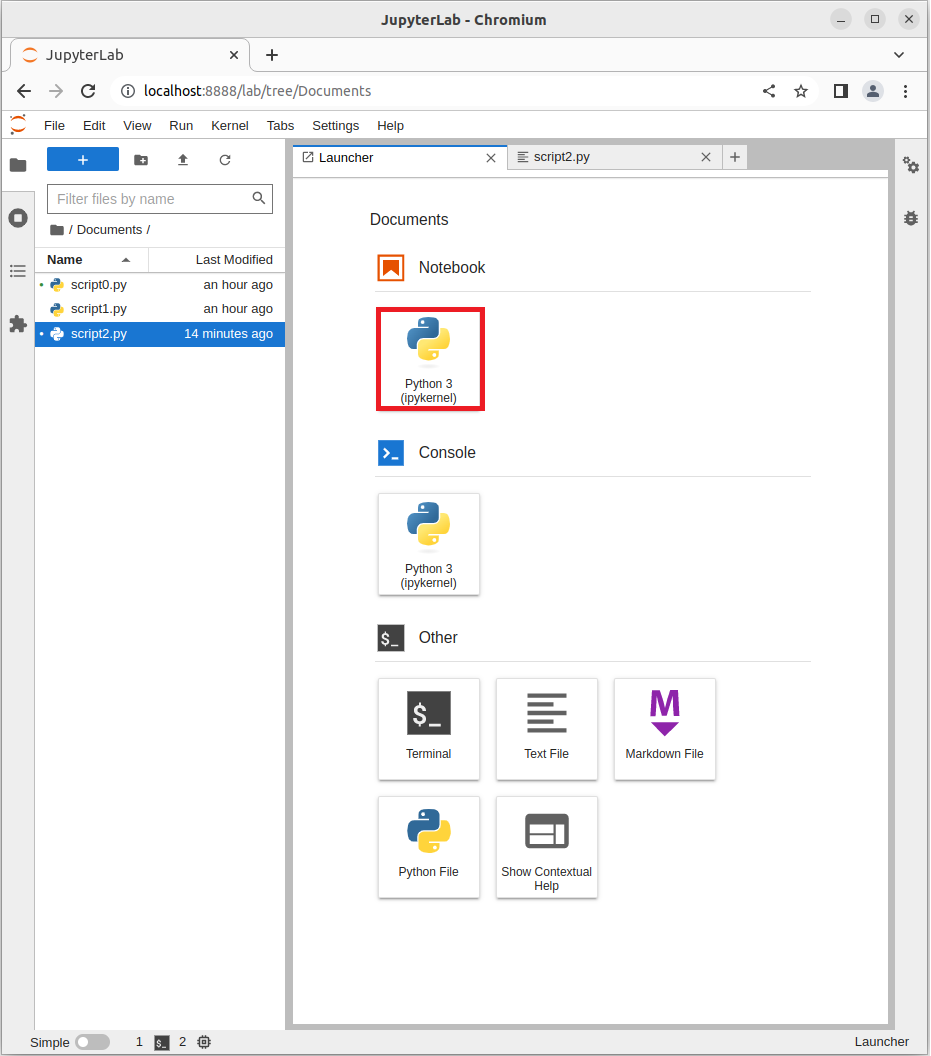 JupyterLab - Chromium
JupyterLab
localhost:8888/lab/tree/Documents
File Edit View Run Kernel Tabs Settings Help
+
Filter files by name
/ Documents /
Name Last Modified
script0.py an hour ago
script1.py an hour ago
script2.py 14 minutes ago
Launcher
script2.py
Documents
Notebook
Python 3
(ipykernel)
Console
Python 3
(ipykernel)
$_ Other
$_
Terminal
Text File
M
Markdown File
Python File
Show Contextual
Help
Simple 1 $_ 2 Launcher